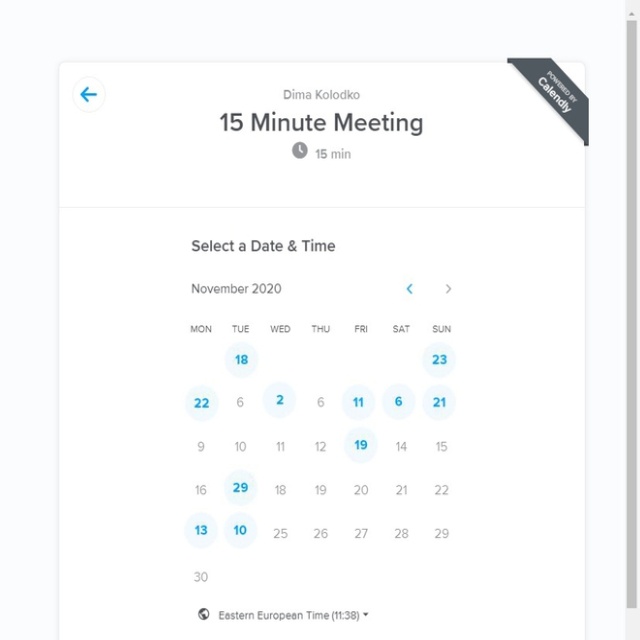 POWERED BY
Calendly
Dima Kolodko
15 Minute Meeting
15 min
Select a Date & Time
November 2020
MON TUE WED THU FRI SAT SUN
18 23
22 6 2 6 11 6 21
9 10 11 12 19 14 15
16 29 18 19 20 21 22
13 10 25 26 27 28 29
30
Eastern European Time (11:38)